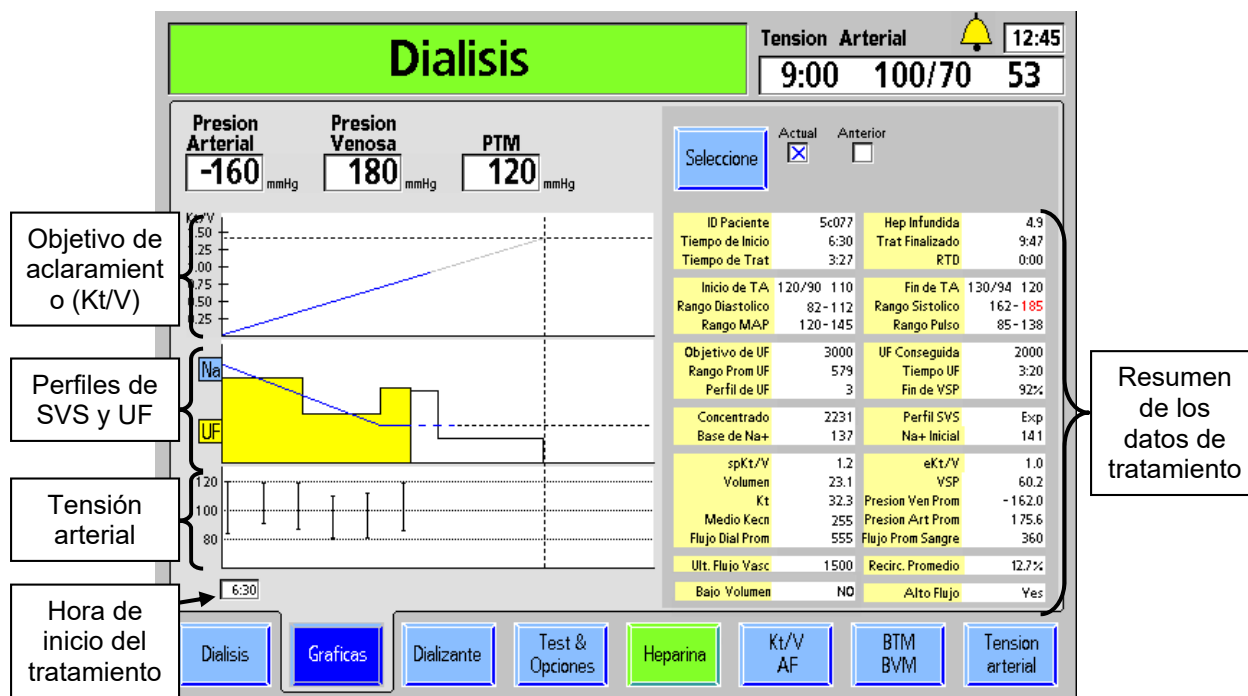 Dialisis
Tension Arterial
12:45
9:00 100/70 53
Presion
Arterial
-160 mmHg
Presion
Venosa
180 mmHg
PTM
120 mmHg
Seleccione
Actual Anterior
Objetivo de
aclaramient
o (Kt/V)
Perfiles de
SVS y UF
Tensión
arterial
Hora de
inicio del
tratamiento
Kt/V
.50
.25
.00
0.75
0.50
0.25
Na
UF
120
100
80
6:30
ID Paciente 5c077 Hep Infundida 4.9
Tiempo de Inicio 6:30 Trat Finalizado 9:47
Tiempo de Trat 3:27 RTD 0:00
Inicio de TA 120/90 110 Fin de TA 130/94 120
Rango Diastolico 82-112 Rango Sistolico 162-185
Rango MAP 120-145 Rango Pulso 85-138
Objetivo de UF 3000 UF Conseguida 2000
Rango Prom UF 579 Tiempo UF 3:20
Perfil de UF 3 Fin de VSP 92%
Concentrado 2231 Perfil SVS Exp
Base de Na+ 137 Na+ Inicial 141
spKt/V 1.2 eKt/V 1.0
Volumen 23.1 VSP 60.2
Kt 32.3 Presion Ven Prom -162.0
Medio Kecn 255 Presion Art Prom 175.6
Flujo Dial Prom 555 Flujo Prom Sangre 360
Ult. Flujo Vasc 1500 Recirc. Promedio 12.7%
Bajo Volumen NO Alto Flujo Yes
Resumen
de los
datos de
tratamiento
Dialisis
Graficas
Dializante
Test &
Opciones
Heparina
Kt/V
AF
BTM
BVM
Tension
arterial